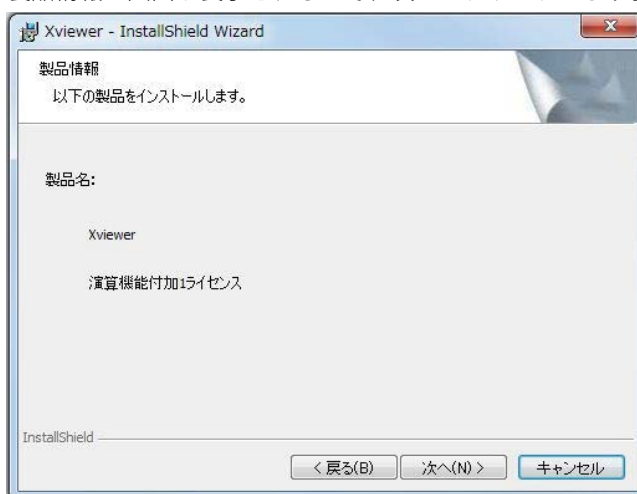 Xviewer - InstallShield Wizard
製品情報
以下の製品をインストールします。
製品名:
Xviewer
演算機能付加1ライセンス
InstallShield
< 戻る(B)
次へ(N) >
キャンセル